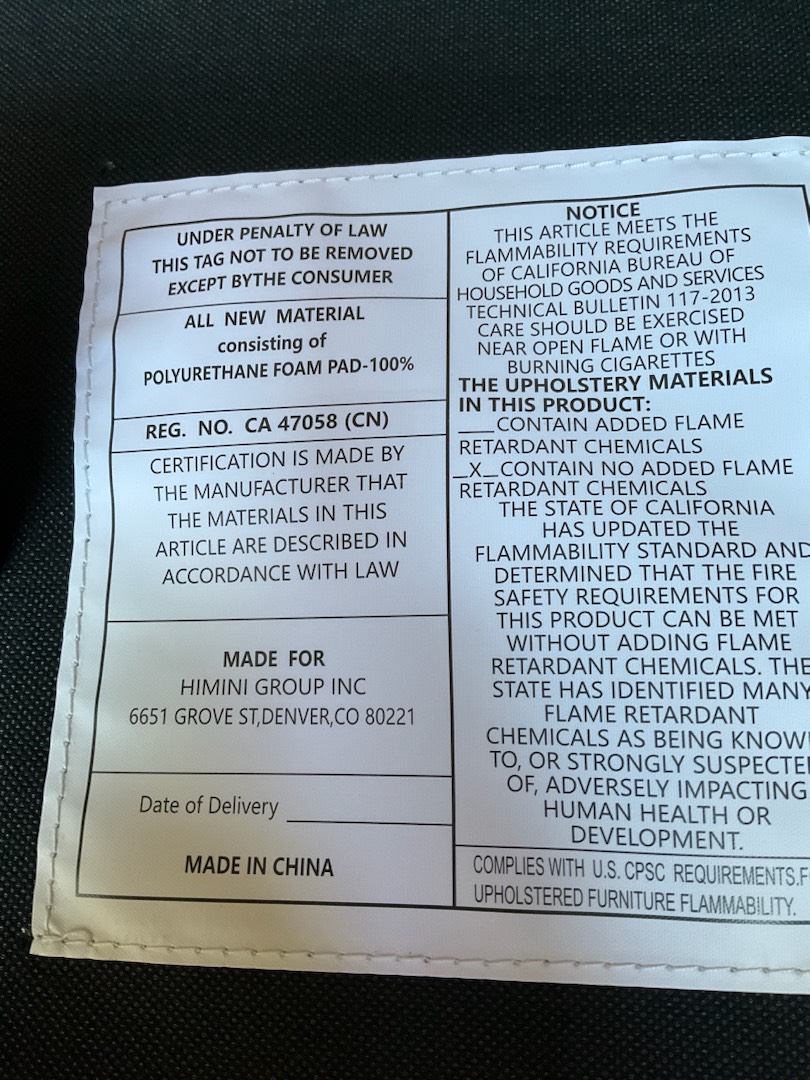 UNDER PENALTY OF LAW
THIS TAG NOT TO BE REMOVED
EXCEPT BYTHE CONSUMER
ALL NEW MATERIAL
consisting of
POLYURETHANE FOAM PAD-100%
REG. NO. CA 47058 (CN)
CERTIFICATION IS MADE BY
THE MANUFACTURER THAT
THE MATERIALS IN THIS
ARTICLE ARE DESCRIBED IN
ACCORDANCE WITH LAW
MADE FOR
HIMINI GROUP INC
6651 GROVE ST,DENVER,CO 80221
Date of Delivery
MADE IN CHINA
NOTICE
THIS ARTICLE MEETS THE
FLAMMABILITY REQUIREMENTS
OF CALIFORNIA BUREAU OF
HOUSEHOLD GOODS AND SERVICES
TECHNICAL BULLETIN 117-2013
CARE SHOULD BE EXERCISED
NEAR OPEN FLAME OR WITH
BURNING CIGARETTES
THE UPHOLSTERY MATERIALS
IN THIS PRODUCT:
___CONTAIN ADDED FLAME
RETARDANT CHEMICALS
_X_CONTAIN NO ADDED FLAME
RETARDANT CHEMICALS
THE STATE OF CALIFORNIA
HAS UPDATED THE
FLAMMABILITY STANDARD AND
DETERMINED THAT THE FIRE
SAFETY REQUIREMENTS FOR
THIS PRODUCT CAN BE MET
WITHOUT ADDING FLAME
RETARDANT CHEMICALS. THE
STATE HAS IDENTIFIED MANY
FLAME RETARDANT
CHEMICALS AS BEING
TO, OR STRONGLY
OF, ADVERSELY IMPACTING
HUMAN HEALTH OR
DEVELOPMENT.
COMPLIES WITH U.S. CPSC REQUIREMENTS.
UPHOLSTERED FURNITURE FLAMMABILITY.